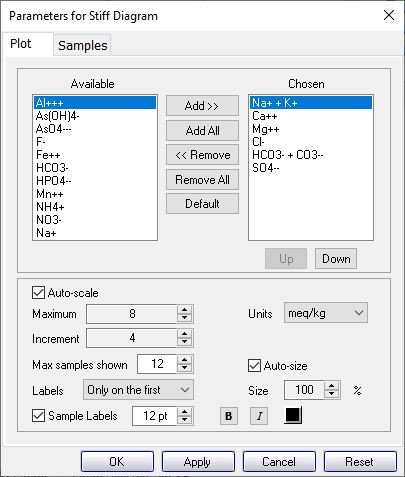 Parameters for Stiff Diagram
Plot Samples
Available Chosen
Al+++
As(OH)4-
AsO4---
F-
Fe++
HCO3-
HPO4--
Mn++
NH4+
NO3-
Na+
Add >>
Add All
<< Remove
Remove All
Default
Na+ + K+
Ca++
Mg++
Cl-
HCO3- + CO3--
SO4--
Up Down
Auto-scale
Maximum 8 Units meq/kg
Increment 4
Max samples shown 12 Auto-size
Labels Only on the first Size 100 %
Sample Labels 12 pt B I
OK Apply Cancel Reset